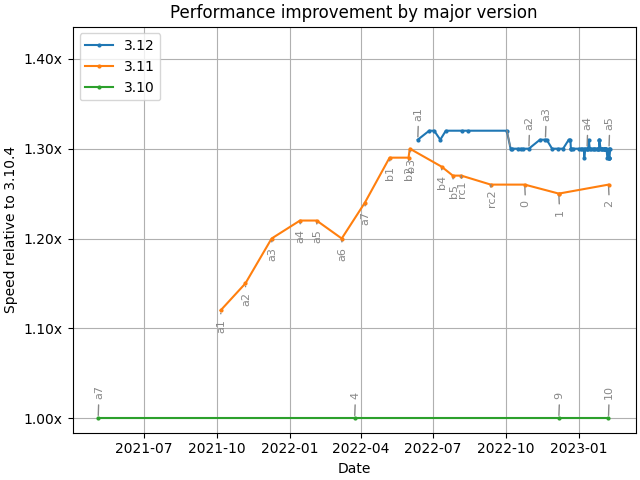 Performance improvement by major version
3.12
3.11
3.10
Speed relative to 3.10.4
1.40x
1.30x
1.20x
1.10x
1.00x
a1
a2
a3
a4
a5
a1
a2
a3
a4
a5
a6
a7
b1
b2
b3
b4
b5
rc1
rc2
0
1
2
a7
4
9
10
2021-07
2021-10
2022-01
2022-04
2022-07
2022-10
2023-01
Date